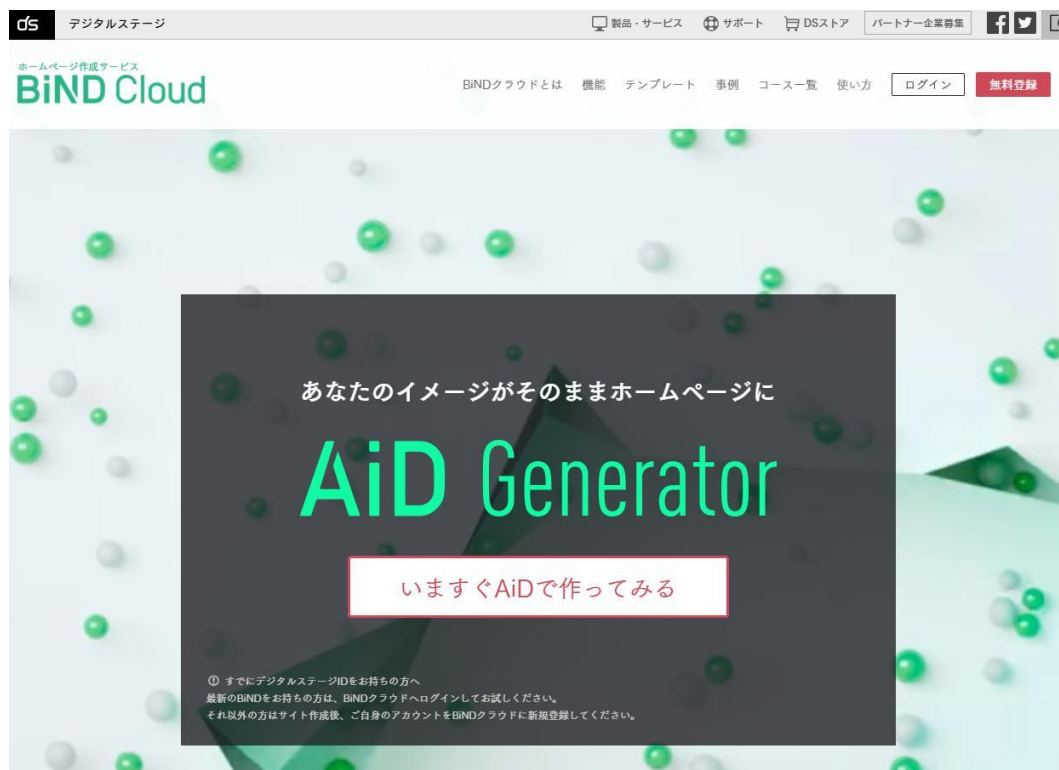 ds デジタルステージ 製品・サービス サポート DSストア パートナー企業募集
ホームページ作成サービス
BiND Cloud
BiNDクラウドとは 機能 テンプレート 事例 コース一覧 使い方 ログイン 無料登録
あなたのイメージがそのままホームページに
AiD Generator
いますぐAiDで作ってみる
すでにデジタルステージIDをお持ちの方へ
最新のBiNDをお持ちの方は、BiNDクラウドへログインしてお試しください。
それ以外の方はサイト作成後、ご自身のアカウントをBiNDクラウドに新規登録してください。